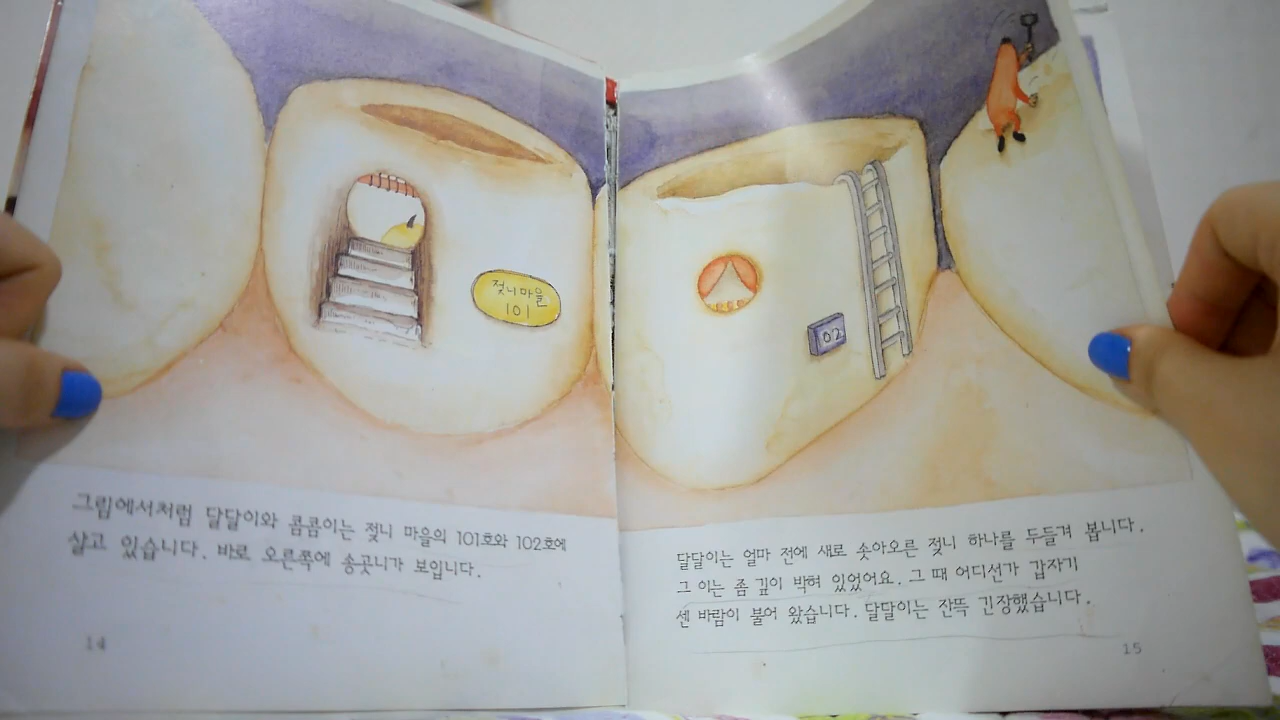 젖니마을
101
02
그림에서처럼 달달이와 콤콤이는 젖니 마을의 101호와 102호에
살고 있습니다. 바로 오른쪽에 송곳니가 보입니다.
14
달달이는 얼마 전에 새로 솟아오른 젖니 하나를 두들겨 봅니다.
그 이는 좀 깊이 박혀 있었어요. 그 때 어디선가 갑자기
센 바람이 불어 왔습니다. 달달이는 잔뜩 긴장했습니다.
15